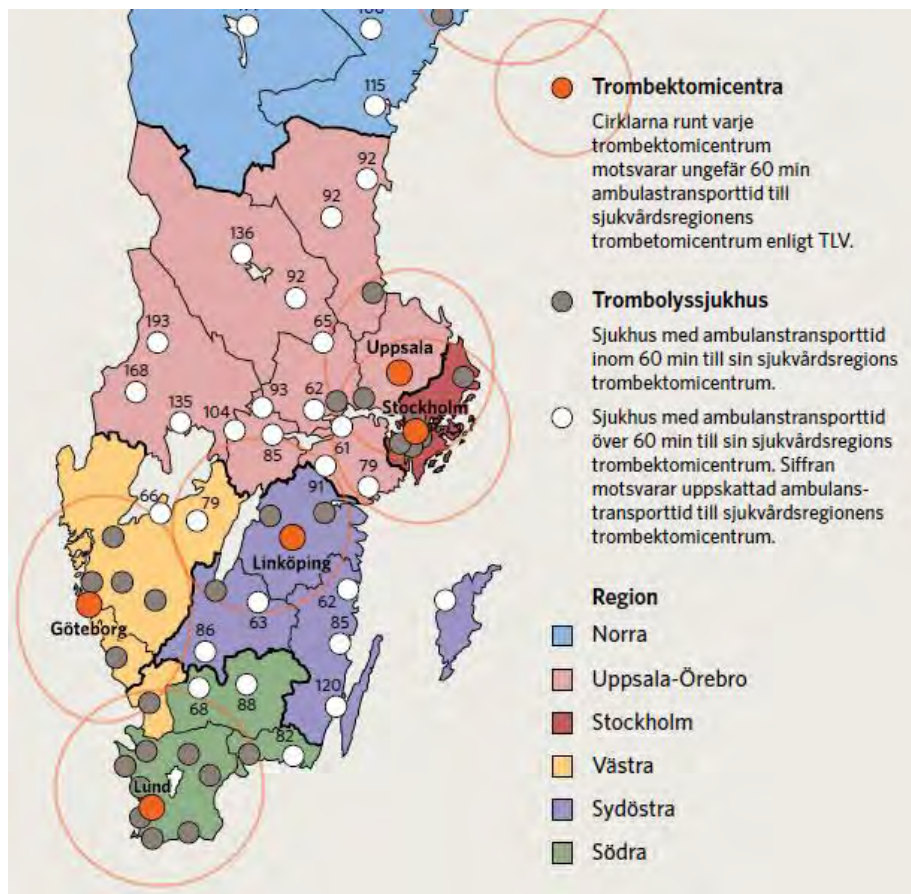 115
92
92
136
92
193
65
Uppsala
168
93
62
135
104
Stockholm
85
61
79
66
79
91
Linköping
62
63
Göteborg
86
85
68
88
120
82
Lund
Trombektomicentra
Cirklarna runt varje
trombektomicentrum
motsvarar ungefär 60 min
ambulastransporttid till
sjukvårdsregionens
trombetomicentrum enligt TLV.
Trombolyssjukhus
Sjukhus med ambulanstransporttid
inom 60 min till sin sjukvårdsregions
trombektomicentrum.
Sjukhus med ambulanstransporttid
över 60 min till sin sjukvårdsregions
trombektomicentrum. Siffran
motsvarar uppskattad ambulans-
transporttid till sjukvårdsregionens
trombektomicentrum.
Region
Norra
Uppsala-Örebro
Stockholm
Västra
Sydöstra
Södra